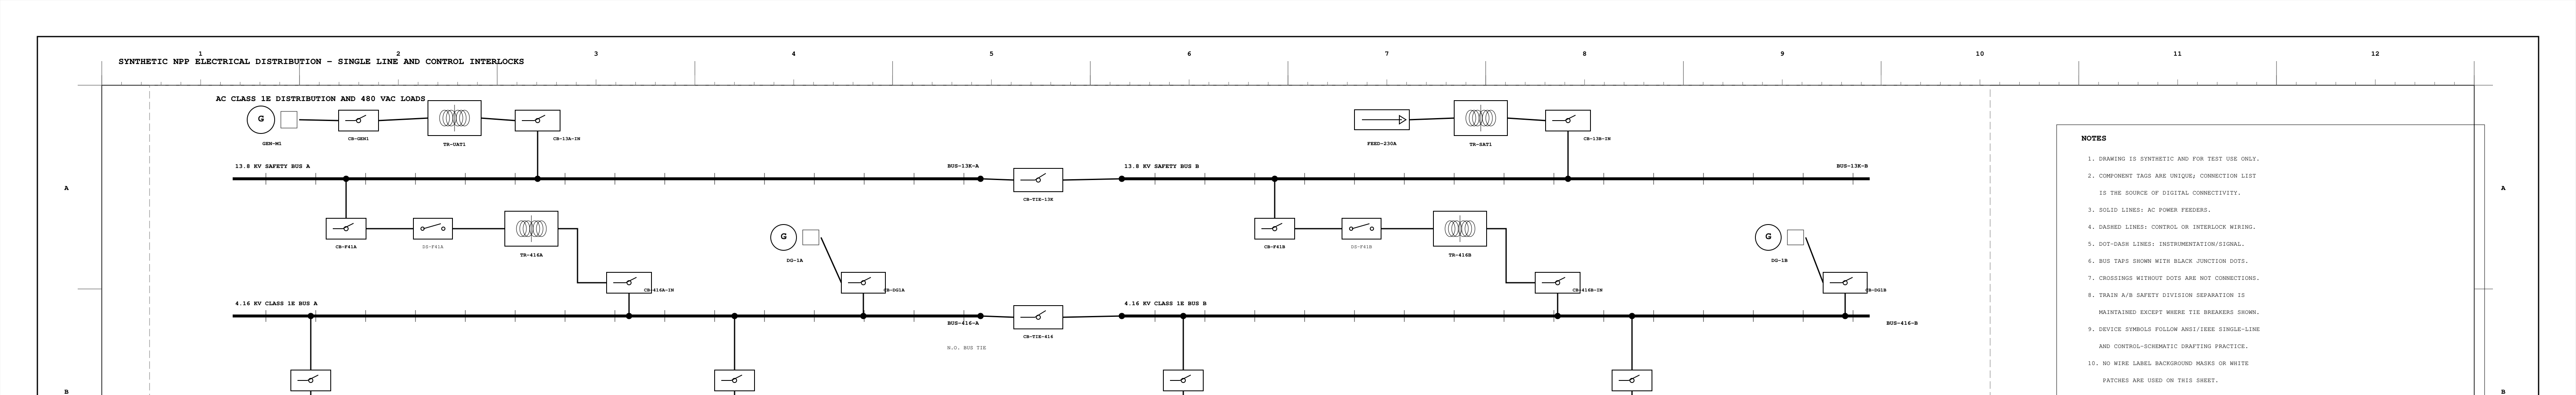 1 2 3 4 5 6 7 8 9 10 11 12
SYNTHETIC NPP ELECTRICAL DISTRIBUTION – SINGLE LINE AND CONTROL INTERLOCKS
AC CLASS 1E DISTRIBUTION AND 480 VAC LOADS
G
GEN-M1
CB-GEN1
TR-UAT1
CB-13A-IN
FEED-230A
TR-SAT1
CB-13B-IN
13.8 KV SAFETY BUS A
BUS-13K-A
CB-TIE-13K
13.8 KV SAFETY BUS B
BUS-13K-B
A
A
CB-F41A
DS-F41A
TR-416A
CB-416A-IN
G
DG-1A
CB-DG1A
CB-F41B
DS-F41B
TR-416B
CB-416B-IN
G
DG-1B
CB-DG1B
4.16 KV CLASS 1E BUS A
BUS-416-A
CB-TIE-416
N.O. BUS TIE
4.16 KV CLASS 1E BUS B
BUS-416-B
B
B
NOTES
1. DRAWING IS SYNTHETIC AND FOR TEST USE ONLY.
2. COMPONENT TAGS ARE UNIQUE; CONNECTION LIST
IS THE SOURCE OF DIGITAL CONNECTIVITY.
3. SOLID LINES: AC POWER FEEDERS.
4. DASHED LINES: CONTROL OR INTERLOCK WIRING.
5. DOT-DASH LINES: INSTRUMENTATION/SIGNAL.
6. BUS TAPS SHOWN WITH BLACK JUNCTION DOTS.
7. CROSSINGS WITHOUT DOTS ARE NOT CONNECTIONS.
8. TRAIN A/B SAFETY DIVISION SEPARATION IS
MAINTAINED EXCEPT WHERE TIE BREAKERS SHOWN.
9. DEVICE SYMBOLS FOLLOW ANSI/IEEE SINGLE-LINE
AND CONTROL-SCHEMATIC DRAFTING PRACTICE.
10. NO WIRE LABEL BACKGROUND MASKS OR WHITE
PATCHES ARE USED ON THIS SHEET.